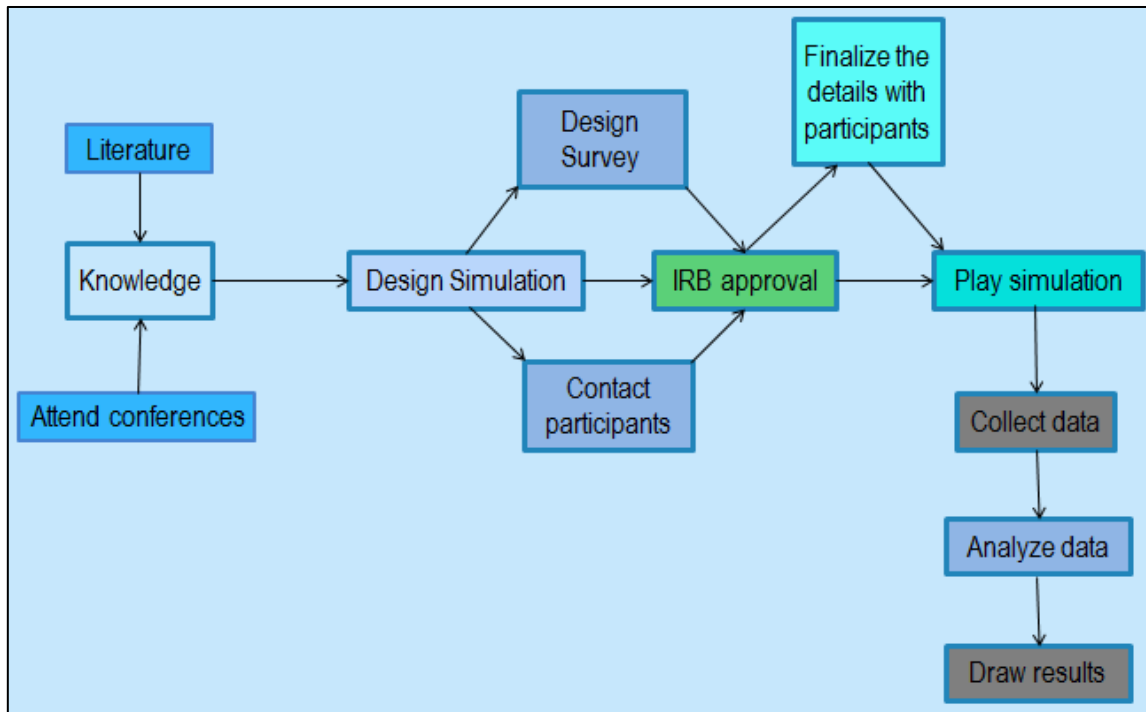 Literature
Knowledge
Attend conferences
Design Simulation
Design
Survey
Contact
participants
IRB approval
Finalize the
details with
participants
Play simulation
Collect data
Analyze data
Draw results